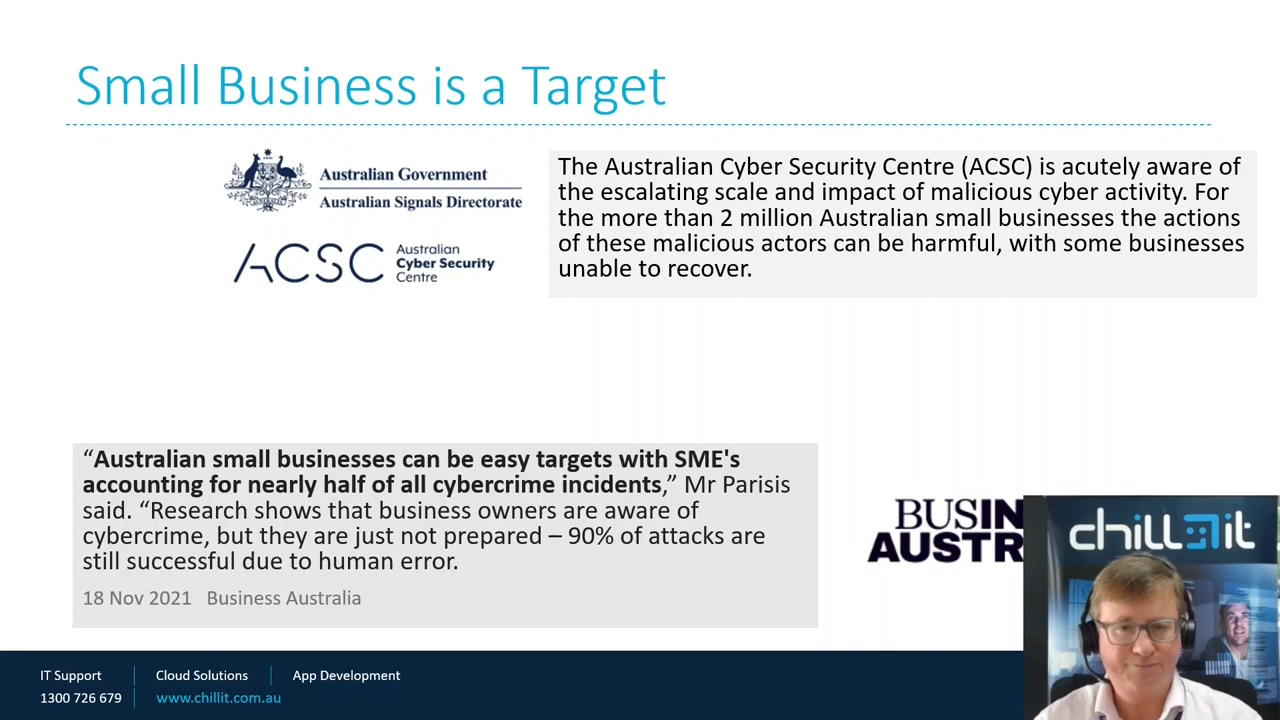 Small Business is a Target
Australian Government
Australian Signals Directorate
ACSC
Australian
Cyber Security
Centre
The Australian Cyber Security Centre (ACSC) is acutely aware of
the escalating scale and impact of malicious cyber activity. For
the more than 2 million Australian small businesses the actions
of these malicious actors can be harmful, with some businesses
unable to recover.
“Australian small businesses can be easy targets with SME's
accounting for nearly half of all cybercrime incidents,” Mr Parisis
said. “Research shows that business owners are aware of
cybercrime, but they are just not prepared – 90% of attacks are
still successful due to human error.
18 Nov 2021 Business Australia
BUSIN
AUSTR
chillit
IT Support
Cloud Solutions
App Development
1300 726 679
www.chillit.com.au